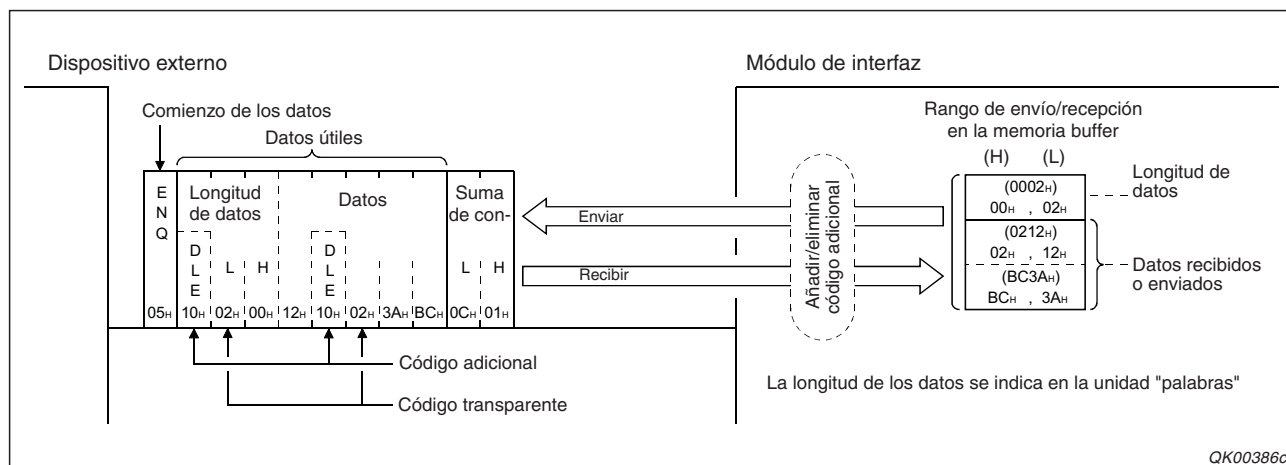 Dispositivo externo
Módulo de interfaz
Comienzo de los datos
Datos útiles
Rango de envío/recepción
en la memoria buffer
(H) (L)
Longitud de
datos
E
N
Q
Longitud
de datos
Datos
Suma
de con-
D
L
E
L H
D
L
E
L H
05H 10H 02H 00H 12H 10H 02H 3AH BCH 0CH 01H
Enviar
Recibir
Añadir/eliminar
código adicional
(0002H)
00H , 02H
(0212H)
02H , 12H
(BC3AH)
BCH , 3AH
Datos recibidos
o enviados
Código adicional
Código transparente
La longitud de los datos se indica en la unidad "palabras"
QK00386c